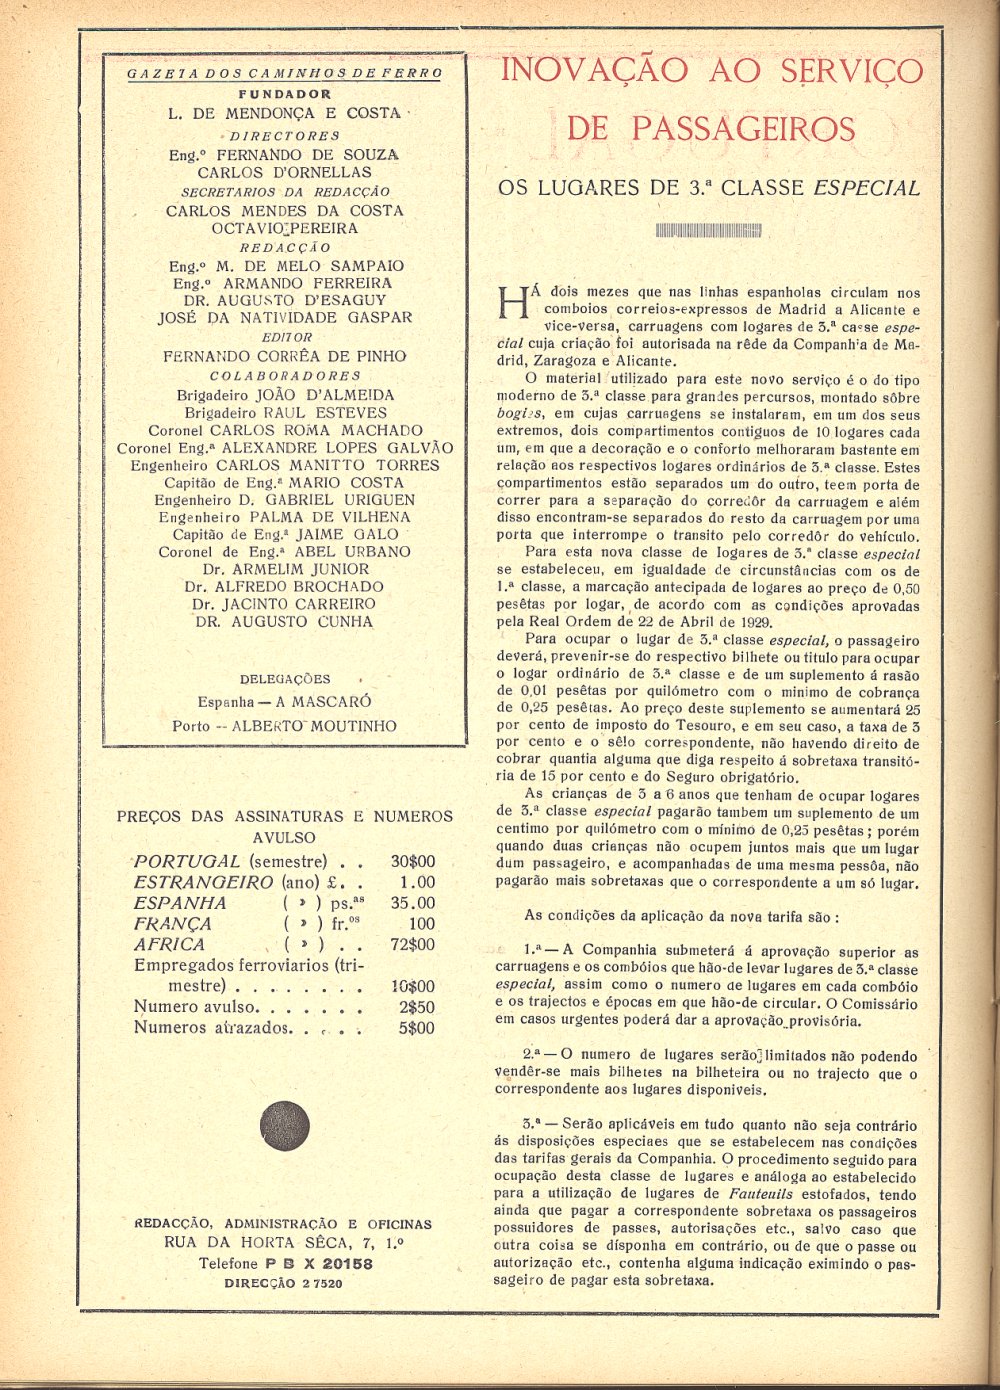 GAZETA DOS CAMINHOS DE FERRO
FUNDADOR
L. DE MENDONÇA E COSTA
DIRECTORES
Eng.º FERNANDO DE SOUZA
CARLOS D'ORNELLAS
SECRETARIOS DA REDACÇÃO
CARLOS MENDES DA COSTA
OCTAVIO PEREIRA
REDACÇÃO
Eng.º M. DE MELO SAMPAIO
Eng.º ARMANDO FERREIRA
DR. AUGUSTO D'ESAGUY
JOSÉ DA NATIVIDADE GASPAR
EDITOR
FERNANDO CORRÊA DE PINHO
COLABORADORES
Brigadeiro JOÃO D'ALMEIDA
Brigadeiro RAUL ESTEVES
Coronel CARLOS ROMA MACHADO
Coronel Eng.ª ALEXANDRE LOPES GALVÃO
Engenheiro CARLOS MANITTO TORRES
Capitão de Eng.ª MARIO COSTA
Engenheiro D. GABRIEL URIGUEN
Engenheiro PALMA DE VILHENA
Capitão de Eng.ª JAIME GALO
Coronel de Eng.ª ABEL URBANO
Dr. ARMELIM JUNIOR
Dr. ALFREDO BROCHADO
Dr. JACINTO CARREIRO
DR. AUGUSTO CUNHA
DELEGAÇÕES
Espanha — A MASCARÓ
Porto -- ALBERTO MOUTINHO
PREÇOS DAS ASSINATURAS E NUMEROS
AVULSO
PORTUGAL (semestre) . . 30$00
ESTRANGEIRO (ano) £. . 1.00
ESPANHA ( » ) ps.as 35.00
FRANÇA ( » ) fr.os 100
AFRICA ( » ) . . 72$00
Empregados ferroviarios (tri-
mestre) . . . . . . . . 10$00
Numero avulso. . . . . . . 2$50
Numeros atrazados. . . . . 5$00
REDACÇÃO, ADMINISTRAÇÃO E OFICINAS
RUA DA HORTA SÊCA, 7, 1.º
Telefone P B X 20158
DIRECÇÃO 2 7520
INOVAÇÃO AO SERVIÇO
DE PASSAGEIROS
OS LUGARES DE 3.ª CLASSE ESPECIAL
HÁ dois mezes que nas linhas espanholas circulam nos
comboios correios-expressos de Madrid a Alicante e
vice-versa, carruagens com logares de 3.ª casse espe-
cial cuja criação foi autorisada na rêde da Companhia de Ma-
drid, Zaragoza e Alicante.
O material utilizado para este novo serviço é o do tipo
moderno de 3.ª classe para grandes percursos, montado sôbre
bogies, em cujas carruagens se instalaram, em um dos seus
extremos, dois compartimentos contiguos de 10 logares cada
um, em que a decoração e o conforto melhoraram bastante em
relação aos respectivos logares ordinários de 3.ª classe. Estes
compartimentos estão separados um do outro, teem porta de
correr para a separação do corredôr da carruagem e além
disso encontram-se separados do resto da carruagem por uma
porta que interrompe o transito pelo corredôr do vehículo.
Para esta nova classe de logares de 3.ª classe especial
se estabeleceu, em igualdade de circunstâncias com os de
1.ª classe, a marcação antecipada de logares ao preço de 0,50
pesêtas por logar, de acordo com as condições aprovadas
pela Real Ordem de 22 de Abril de 1929.
Para ocupar o lugar de 3.ª classe especial, o passageiro
deverá, prevenir-se do respectivo bilhete ou titulo para ocupar
o logar ordinário de 3.ª classe e de um suplemento á rasão
de 0,01 pesêtas por quilómetro com o minimo de cobrança
de 0,25 pesêtas. Ao preço deste suplemento se aumentará 25
por cento de imposto do Tesouro, e em seu caso, a taxa de 3
por cento e o sêlo correspondente, não havendo direito de
cobrar quantia alguma que diga respeito á sobretaxa transitó-
ria de 15 por cento e do Seguro obrigatório.
As crianças de 3 a 6 anos que tenham de ocupar logares
de 3.ª classe especial pagarão tambem um suplemento de um
centimo por quilómetro com o mínimo de 0,25 pesêtas ; porém
quando duas crianças não ocupem juntos mais que um lugar
dum passageiro, e acompanhadas de uma mesma pessôa, não
pagarão mais sobretaxas que o correspondente a um só lugar.
As condições da aplicação da nova tarifa são :
1.ª — A Companhia submeterá á aprovação superior as
carruagens e os combóios que hão-de levar lugares de 3.ª classe
especial, assim como o numero de lugares em cada combóio
e os trajectos e épocas em que hão-de circular. O Comissário
em casos urgentes poderá dar a aprovação provisória.
2.ª — O numero de lugares serão limitados não podendo
vendêr-se mais bilhetes na bilheteira ou no trajecto que o
correspondente aos lugares disponiveis.
3.ª — Serão aplicáveis em tudo quanto não seja contrário
ás disposições especiaes que se estabelecem nas condições
das tarifas gerais da Companhia. O procedimento seguido para
ocupação desta classe de lugares e análoga ao estabelecido
para a utilização de lugares de Fauteuils estofados, tendo
ainda que pagar a correspondente sobretaxa os passageiros
possuidores de passes, autorisações etc., salvo caso que
outra coisa se disponha em contrário, ou de que o passe ou
autorização etc., contenha alguma indicação eximindo o pas-
sageiro de pagar esta sobretaxa.